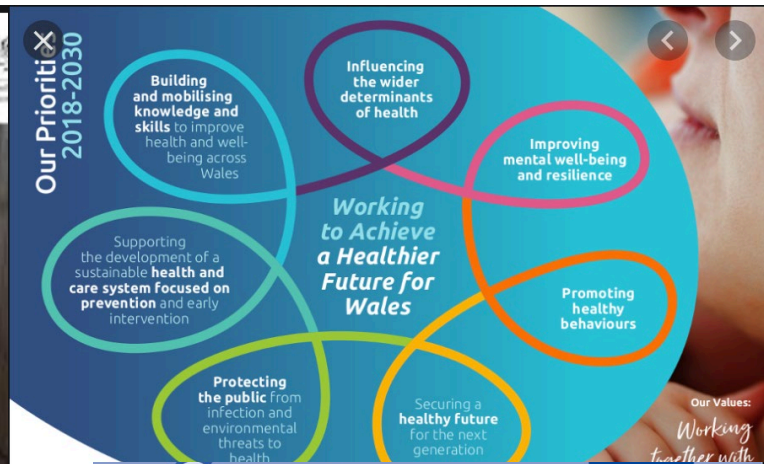 Our Priorities
2018-2030
Influencing
the wider
determinants
of health
Improving
mental well-being
and resilience
Promoting
healthy
behaviours
Securing a
healthy future
for the next
generation
Protecting
the public from
infection and
environmental
threats to
health
Supporting
the development of a
sustainable health and
care system focused on
prevention and early
intervention
Building
and mobilising
knowledge and
skills to improve
health and well-
being across
Wales
Working
to Achieve
a Healthier
Future for
Wales
Our Values:
Working
together with